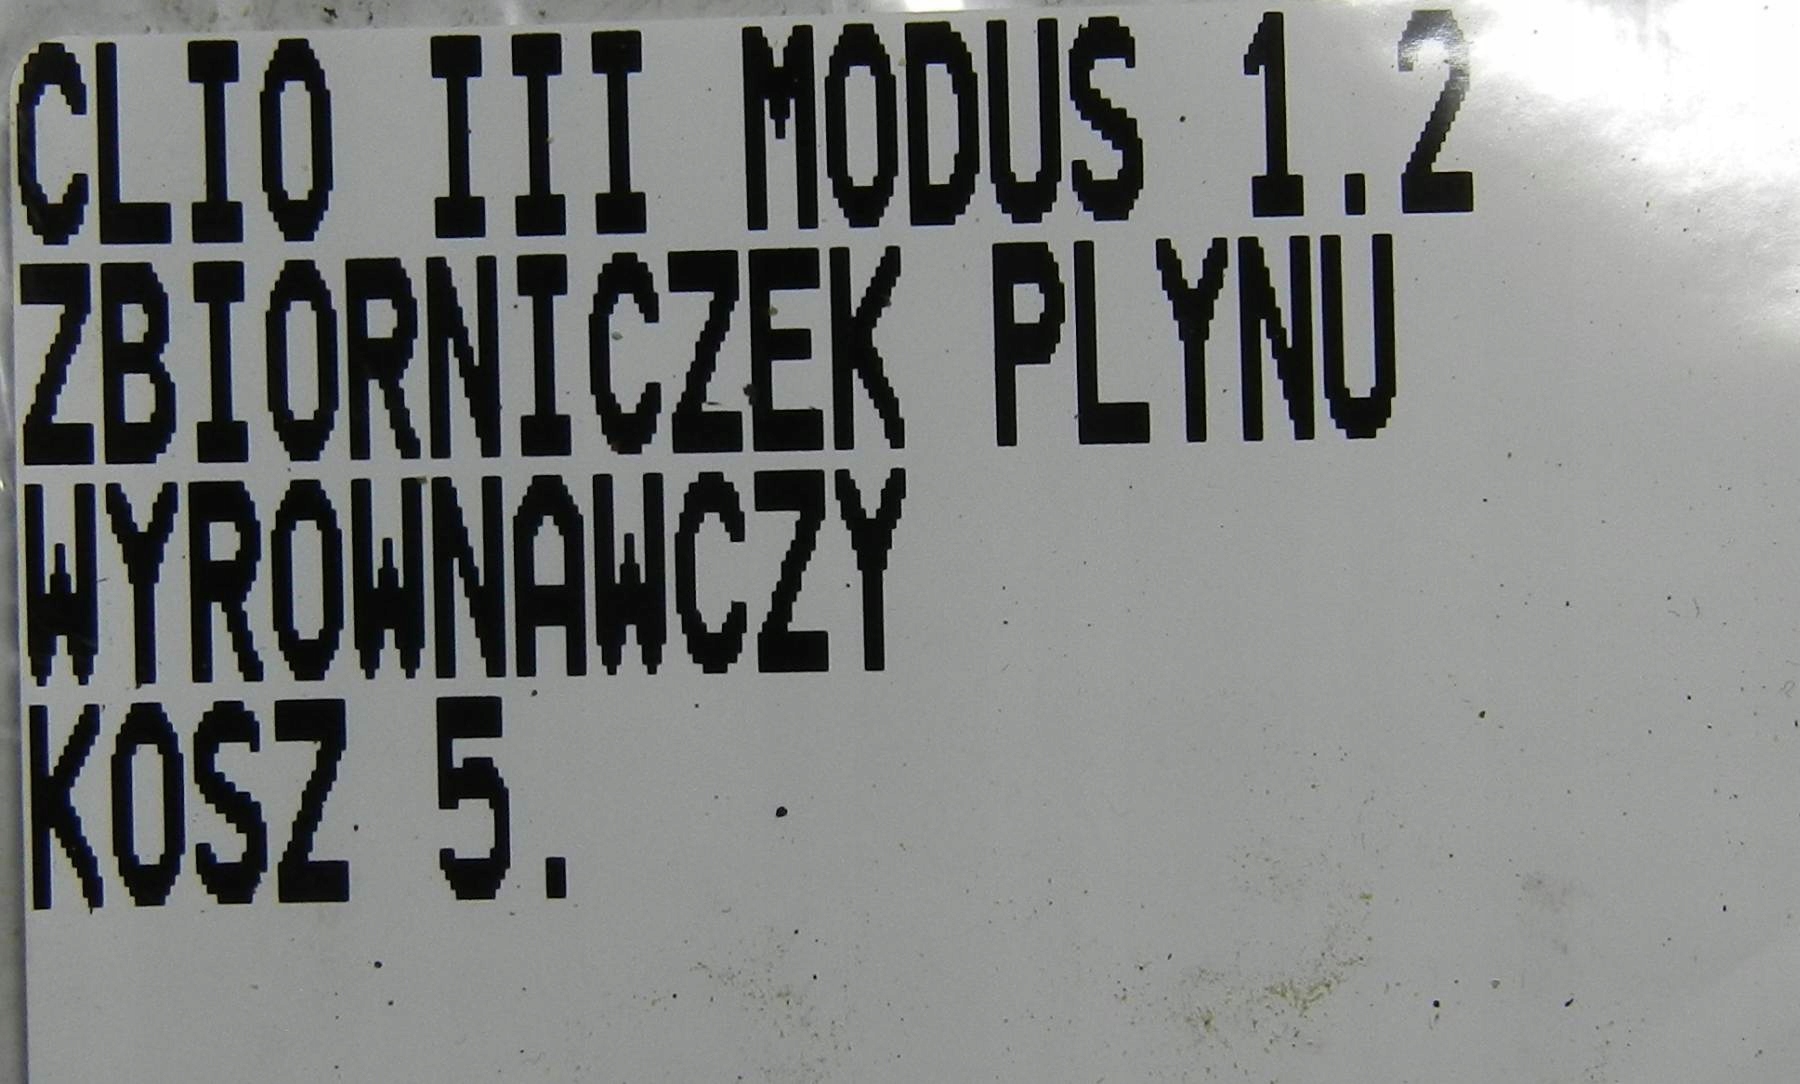 CLIO III MODUS 1.2
ZBIORNICZEK PLYNU
WYROWNAWCZY
KOSZ 5.